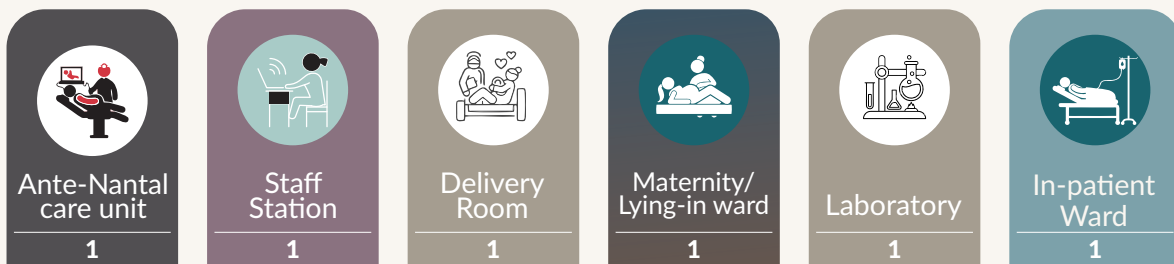 Ante-Nantal
care unit
1
Staff
Station
1
Delivery
Room
1
Maternity/
Lying-in ward
1
Laboratory
1
In-patient
Ward
1